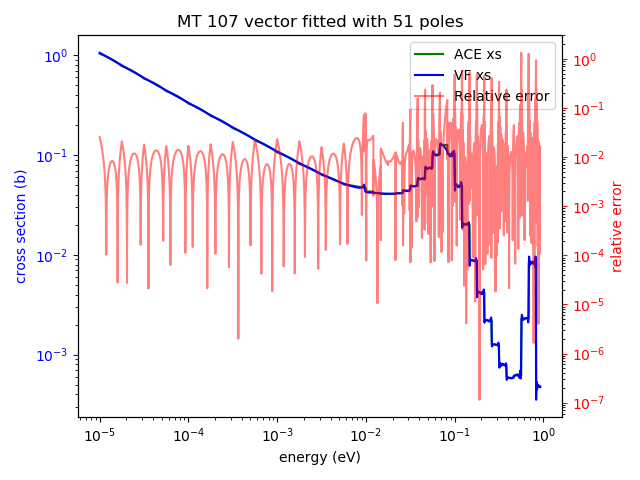 MT 107 vector fitted with 51 poles
ACE xs
VF xs
Relative error
cross section (b)
10⁰
10⁻¹
10⁻²
10⁻³
relative error
10⁰
10⁻¹
10⁻²
10⁻³
10⁻⁴
10⁻⁵
10⁻⁶
10⁻⁷
10⁻⁵ 10⁻⁴ 10⁻³ 10⁻² 10⁻¹ 10⁰
energy (eV)